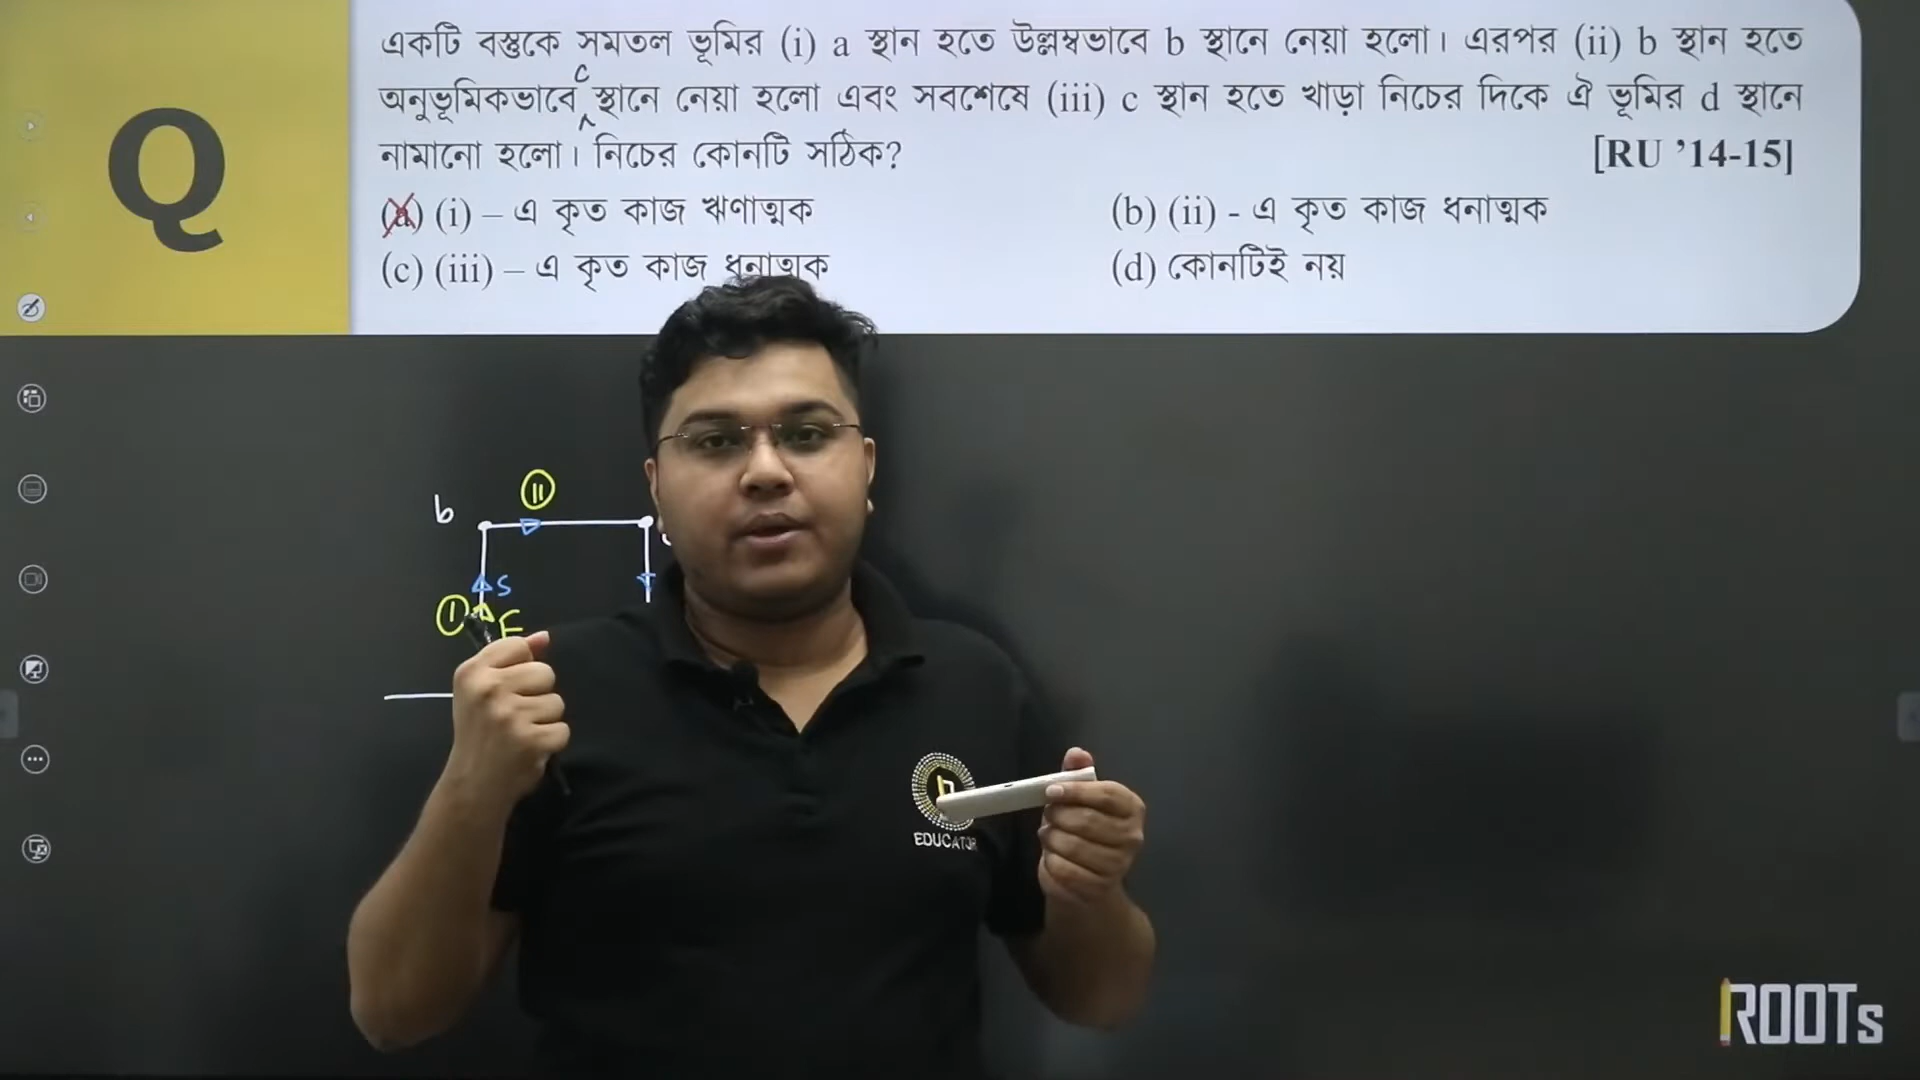 Q
একটি বস্তুকে সমতল ভূমির (i) a স্থান হতে উল্লম্বভাবে b স্থানে নেয়া হলো। এরপর (ii) b স্থান হতে
c
অনুভূমিকভাবে ^ স্থানে নেয়া হলো এবং সবশেষে (iii) c স্থান হতে খাড়া নিচের দিকে ঐ ভূমির d স্থানে
নামানো হলো। নিচের কোনটি সঠিক? [RU ’14-15]
(a) (i) – এ কৃত কাজ ঋণাত্মক (b) (ii) - এ কৃত কাজ ধনাত্মক
(c) (iii) – এ কৃত কাজ ধনাত্মক (d) কোনটিই নয়
b II
S
I F
EDUCATOR
ROOTs